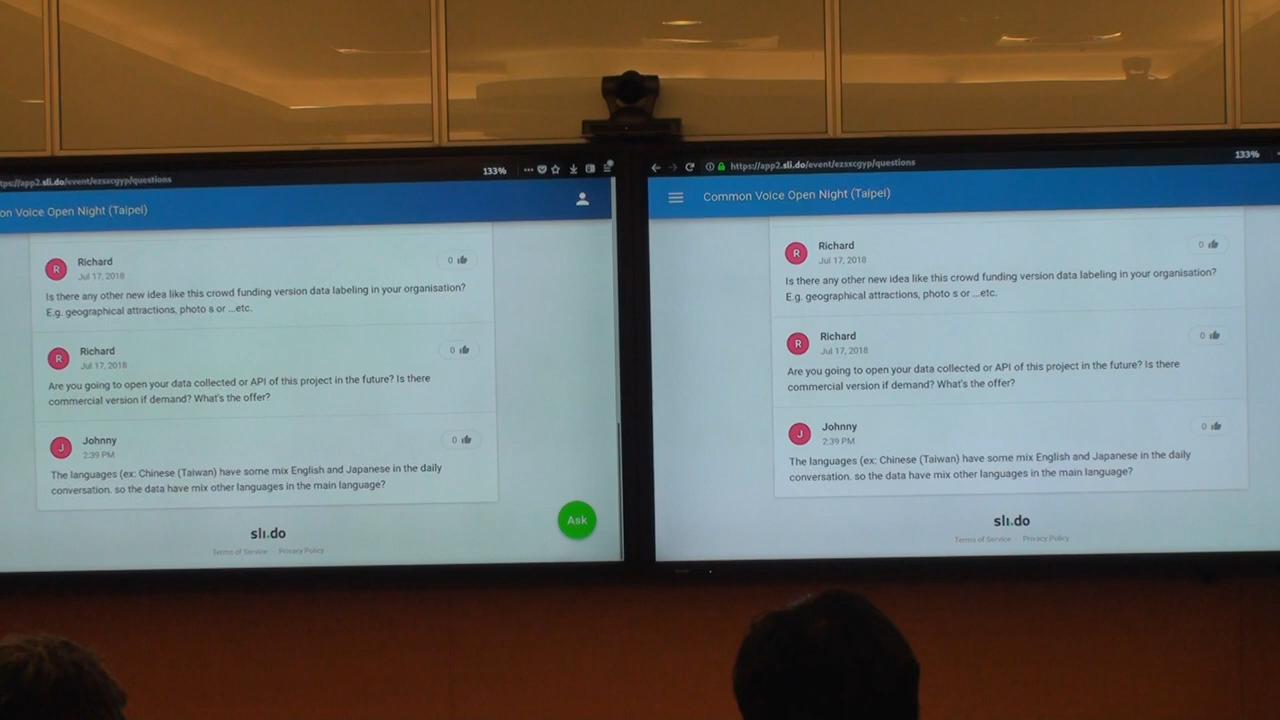 tps://app2.sli.do/event/ezsxcgyp/questions
133%
on Voice Open Night (Taipei)
R
Richard
0
Jul 17, 2018
Is there any other new idea like this crowd funding version data labeling in your organisation?
E.g. geographical attractions, photo s or ...etc.
R
Richard
0
Jul 17, 2018
Are you going to open your data collected or API of this project in the future? Is there
commercial version if demand? What's the offer?
J
Johnny
0
2:39 PM
The languages (ex: Chinese (Taiwan) have some mix English and Japanese in the daily
conversation. so the data have mix other languages in the main language?
Ask
sli.do
Terms of Service - Privacy Policy
https://app2.sli.do/event/ezsxcgyp/questions
133%
Common Voice Open Night (Taipei)
R
Richard
0
Jul 17, 2018
Is there any other new idea like this crowd funding version data labeling in your organisation?
E.g. geographical attractions, photo s or ...etc.
R
Richard
0
Jul 17, 2018
Are you going to open your data collected or API of this project in the future? Is there
commercial version if demand? What's the offer?
J
Johnny
0
2:39 PM
The languages (ex: Chinese (Taiwan) have some mix English and Japanese in the daily
conversation. so the data have mix other languages in the main language?
sli.do
Terms of Service - Privacy Policy